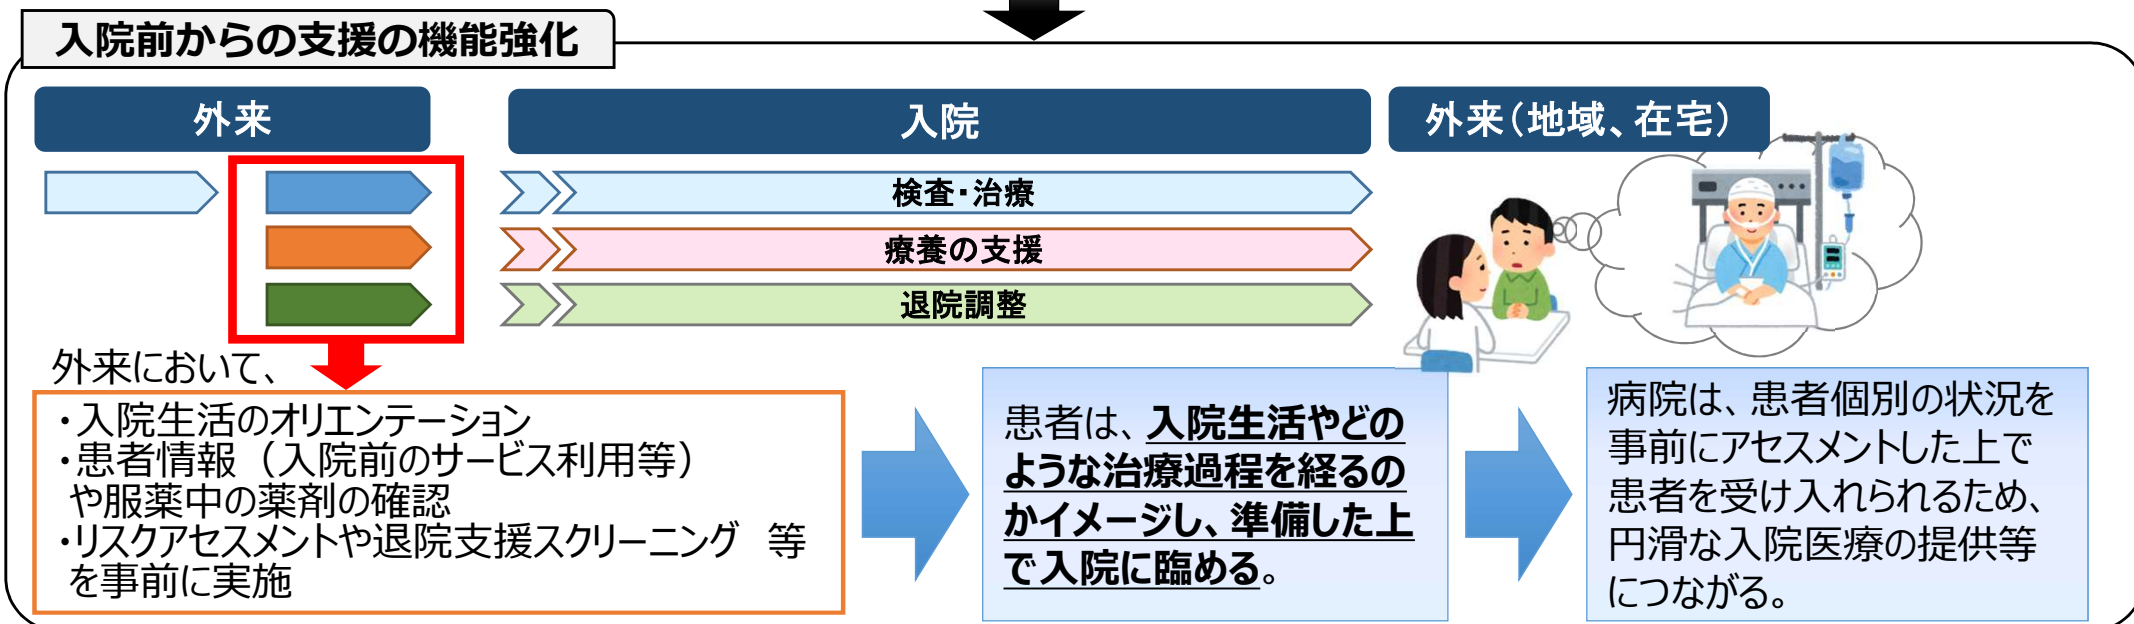 入院前からの支援の機能強化
外来
入院
外来（地域、在宅）
検査・治療
療養の支援
退院調整
外来において、
・入院生活のオリエンテーション
・患者情報（入院前のサービス利用等）
や服薬中の薬剤の確認
・リスクアセスメントや退院支援スクリーニング　等
を事前に実施
患者は、入院生活やどの
ような治療過程を経るの
かイメージし、準備した上
で入院に臨める。
病院は、患者個別の状況を
事前にアセスメントした上で
患者を受け入れられるため、
円滑な入院医療の提供等
につながる。